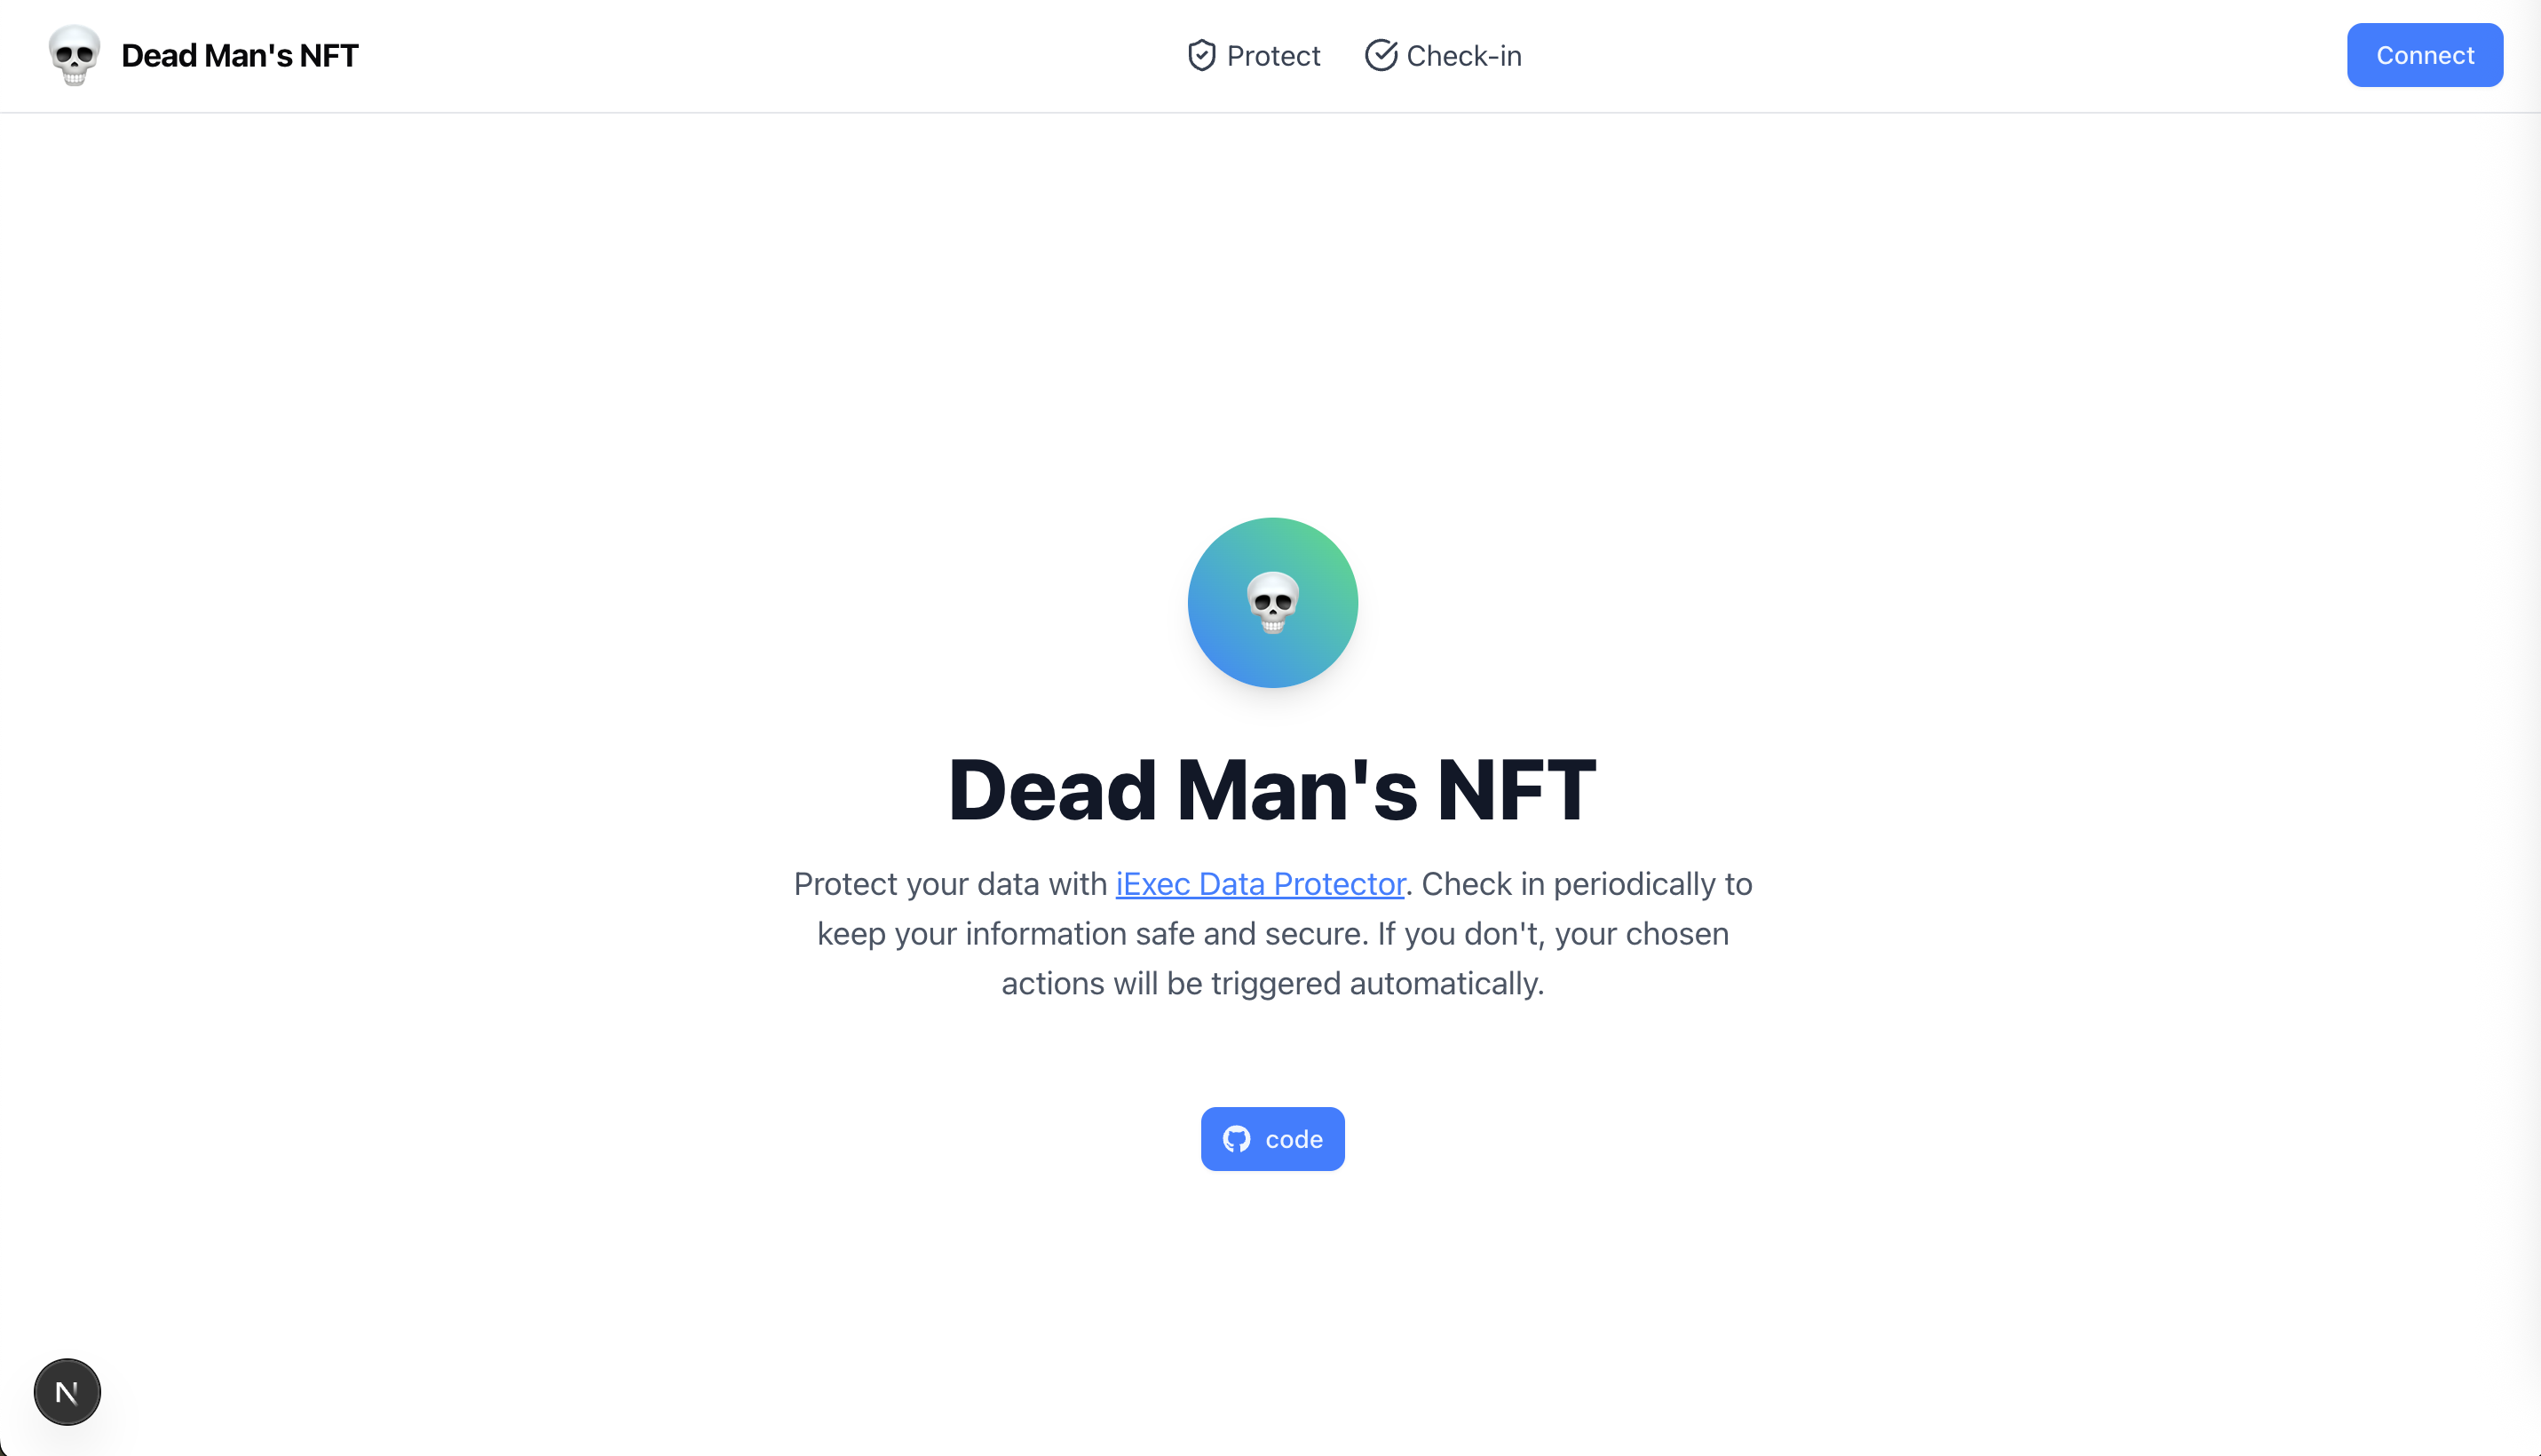 Dead Man's NFT
Protect
Check-in
Connect
Dead Man's NFT
Protect your data with iExec Data Protector. Check in periodically to
keep your information safe and secure. If you don't, your chosen
actions will be triggered automatically.
code
N